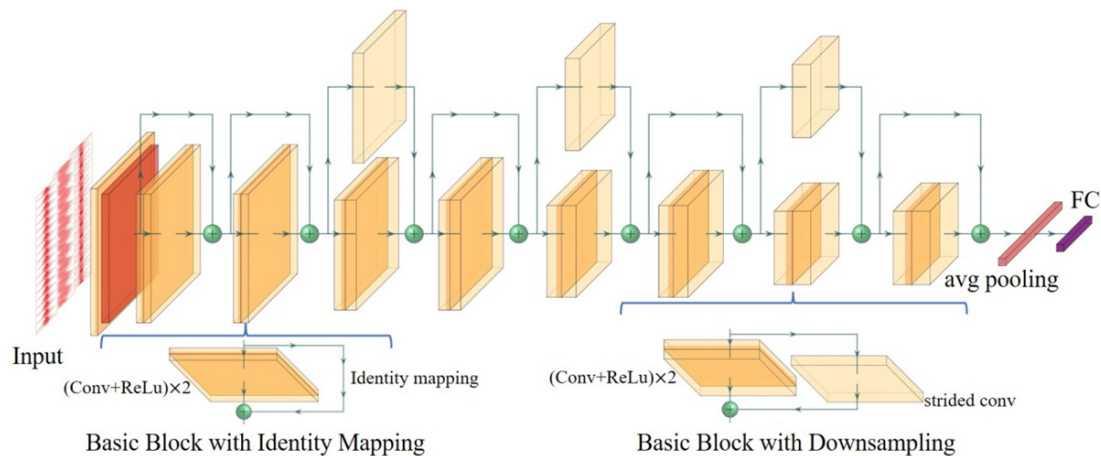 FC
avg pooling
Input
(Conv+ReLu)×2
Identity mapping
Basic Block with Identity Mapping
(Conv+ReLu)×2
strided conv
Basic Block with Downsampling